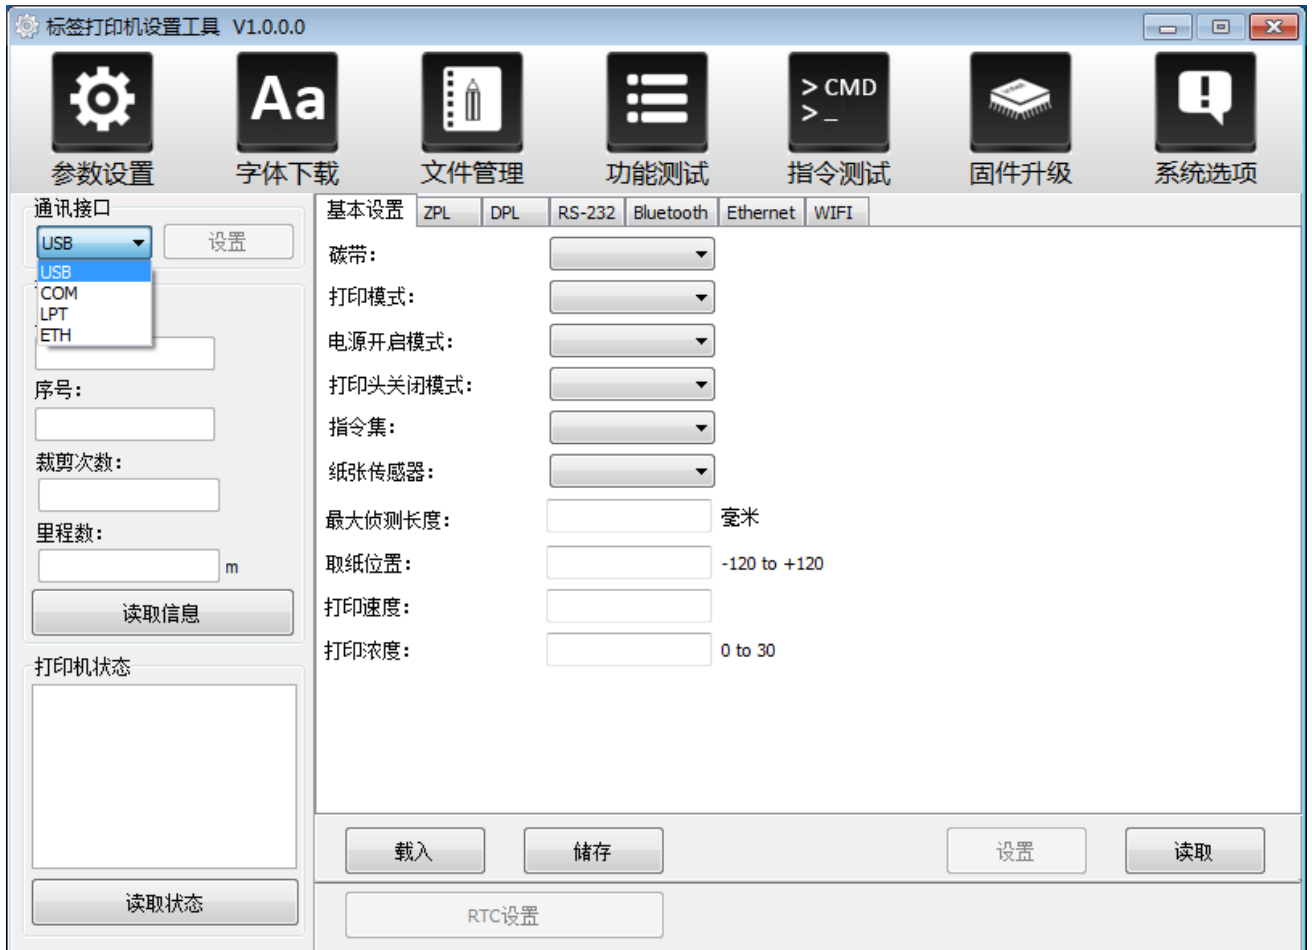 标签打印机设置工具 V1.0.0.0
Aa
> CMD
> _
参数设置
字体下载
文件管理
功能测试
指令测试
固件升级
系统选项
通讯接口
USB
设置
USB
COM
LPT
ETH
序号:
裁剪次数:
里程数:
m
读取信息
打印机状态
读取状态
基本设置 ZPL DPL RS-232 Bluetooth Ethernet WIFI
碳带:
打印模式:
电源开启模式:
打印头关闭模式:
指令集:
纸张传感器:
最大侦测长度: 毫米
取纸位置: -120 to +120
打印速度:
打印浓度: 0 to 30
载入
储存
设置
读取
RTC设置